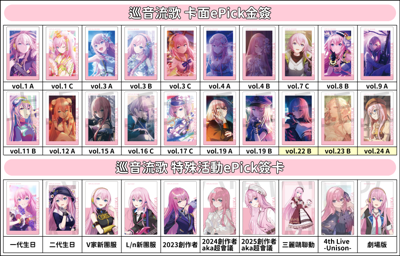 巡音流歌 卡面ePick金簽
vol.1 A vol.1 C vol.3 A vol.3 B vol.3 C vol.4 A vol.4 B vol.7 C vol.8 B vol.9 A
vol.11 B vol.12 A vol.15 A vol.16 C vol.17 C vol.19 A vol.19 B vol.22 B vol.23 B vol.24 A
巡音流歌 特殊活動ePick簽卡
一代生日 二代生日 V家新團服 L/n新團服 2023創作者 2024創作者 2025創作者 三麗鷗聯動 4th Live 劇場版
aka超會議 aka超會議 -Unison-